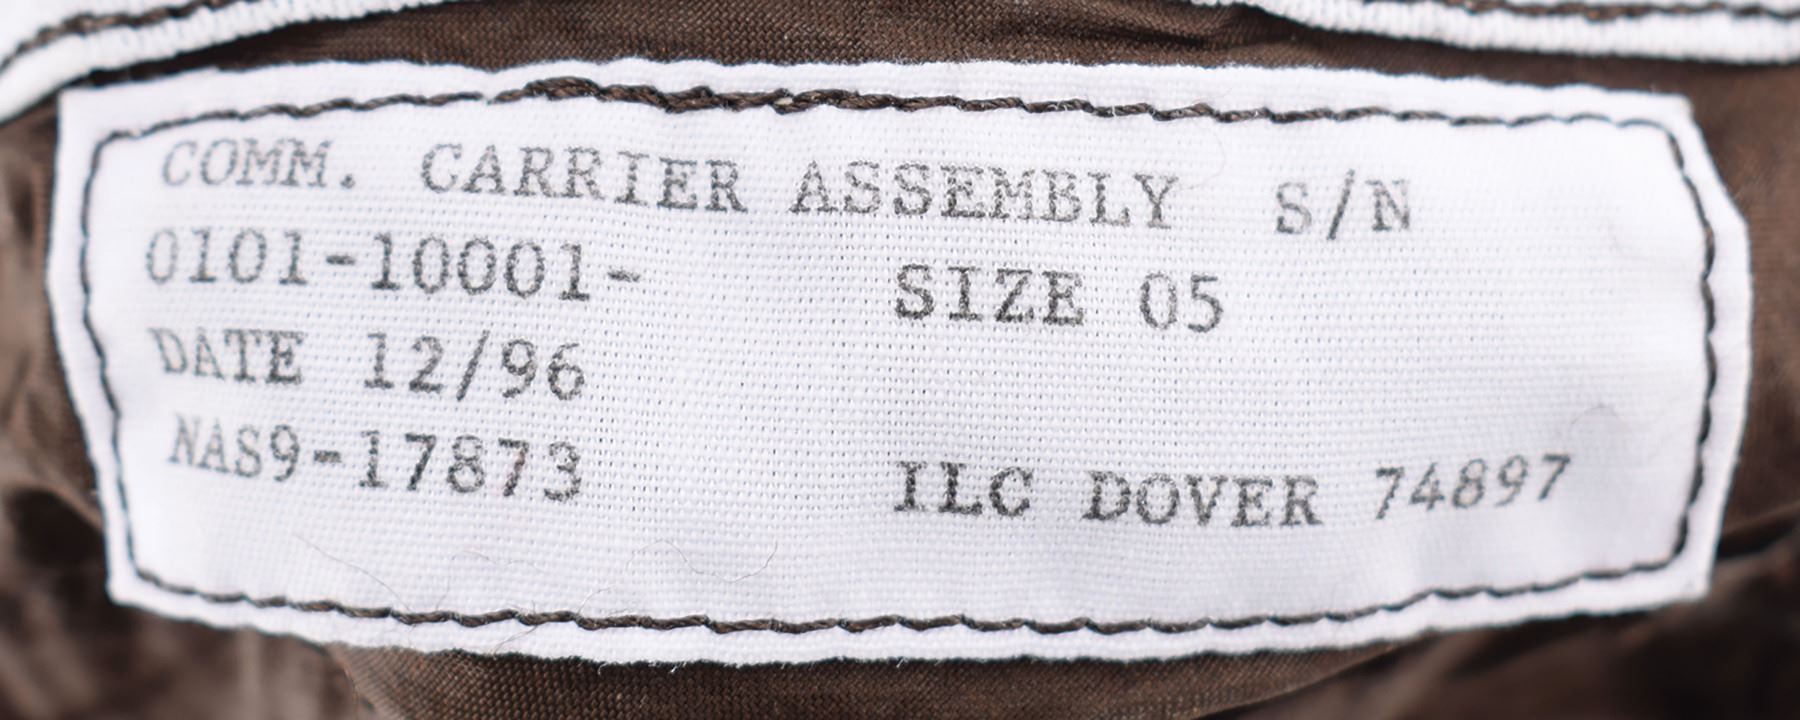 COMM. CARRIER ASSEMBLY S/N
0101-10001- SIZE 05
DATE 12/96
NAS9-17873 ILC DOVER 74897